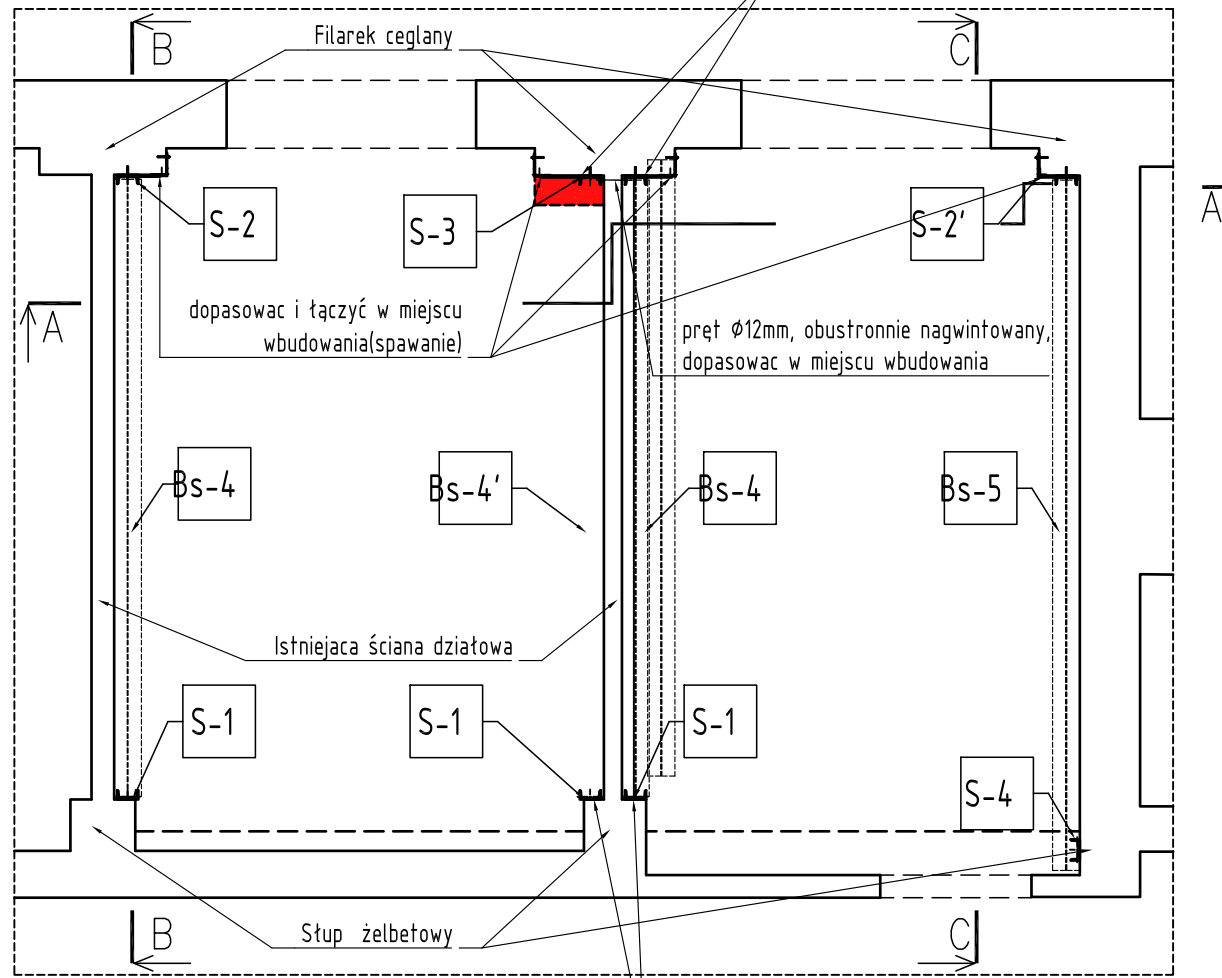 B
Filarek ceglany
C
S-2
S-3
S-2'
A
A
dopasowac i łączyć w miejscu
wbudowania(spawanie)
pręt Ø12mm, obustronnie nagwintowany,
dopasowac w miejscu wbudowania
Bs-4
Bs-4'
Bs-4
Bs-5
Istniejaca ściana działowa
S-1
S-1
S-1
S-4
B
Słup żelbetowy
C